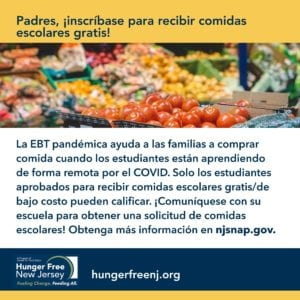 Padres, ¡inscríbase para recibir comidas
escolares gratis!
La EBT pandémica ayuda a las familias a comprar
comida cuando los estudiantes están aprendiendo
de forma remota por el COVID. Solo los estudiantes
aprobados para recibir comidas escolares gratis/de
bajo costo pueden calificar. ¡Comuníquese con su
escuela para obtener una solicitud de comidas
escolares! Obtenga más información en njsnap.gov.
Hunger Free
New Jersey
Fueling Change. Feeding All.
hungerfreenj.org